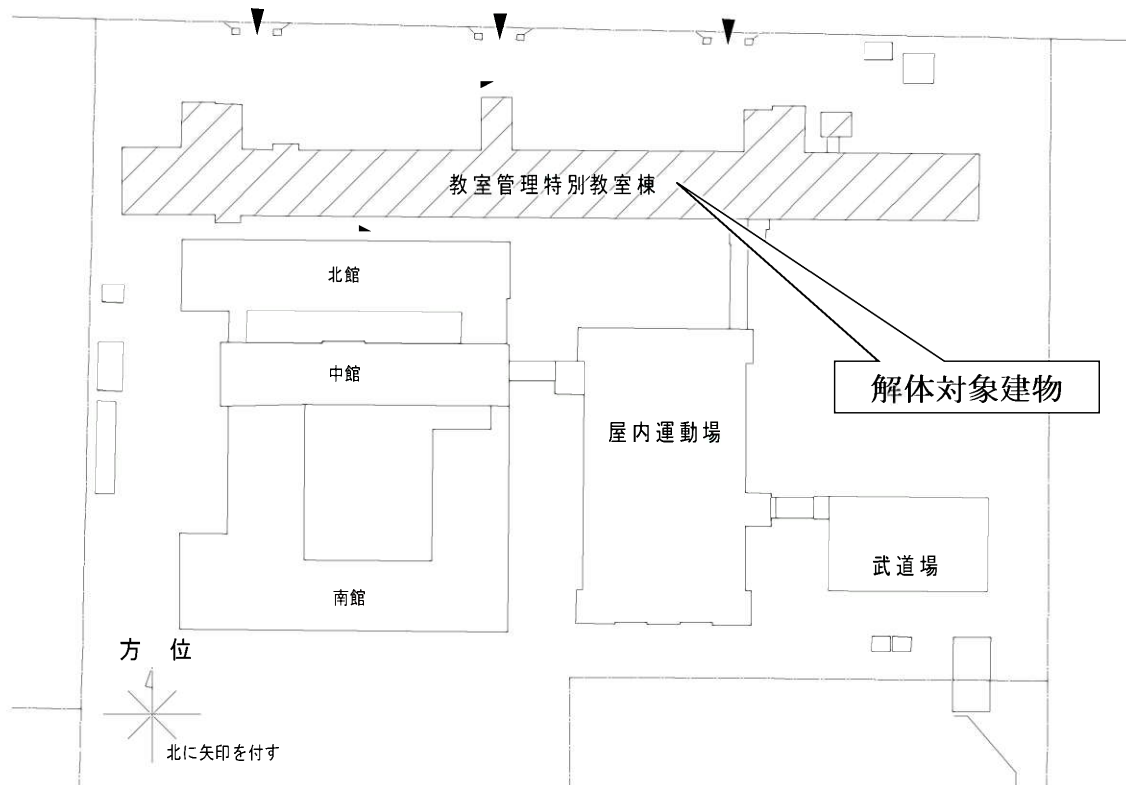 教室管理特別教室棟
北館
中館
解体対象建物
屋内運動場
武道場
南館
方位
北に矢印を付す